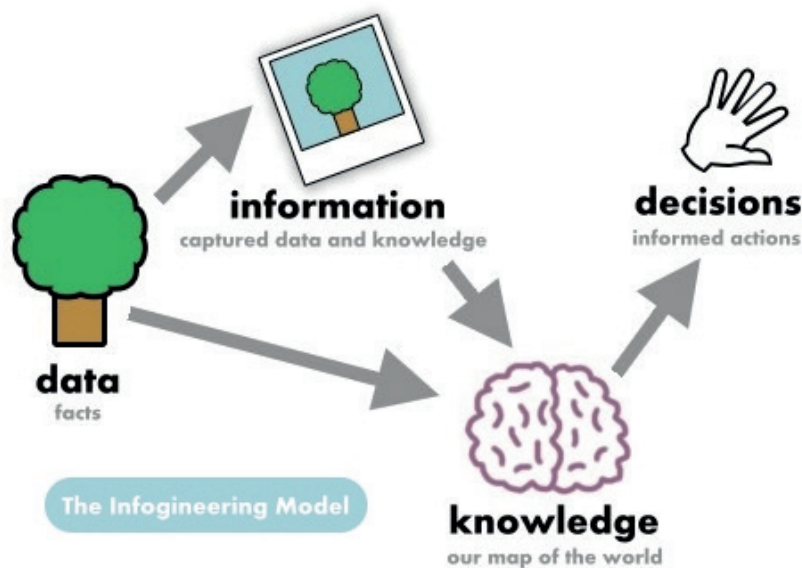 information
captured data and knowledge
decisions
informed actions
data
facts
The Infogineering Model
knowledge
our map of the world